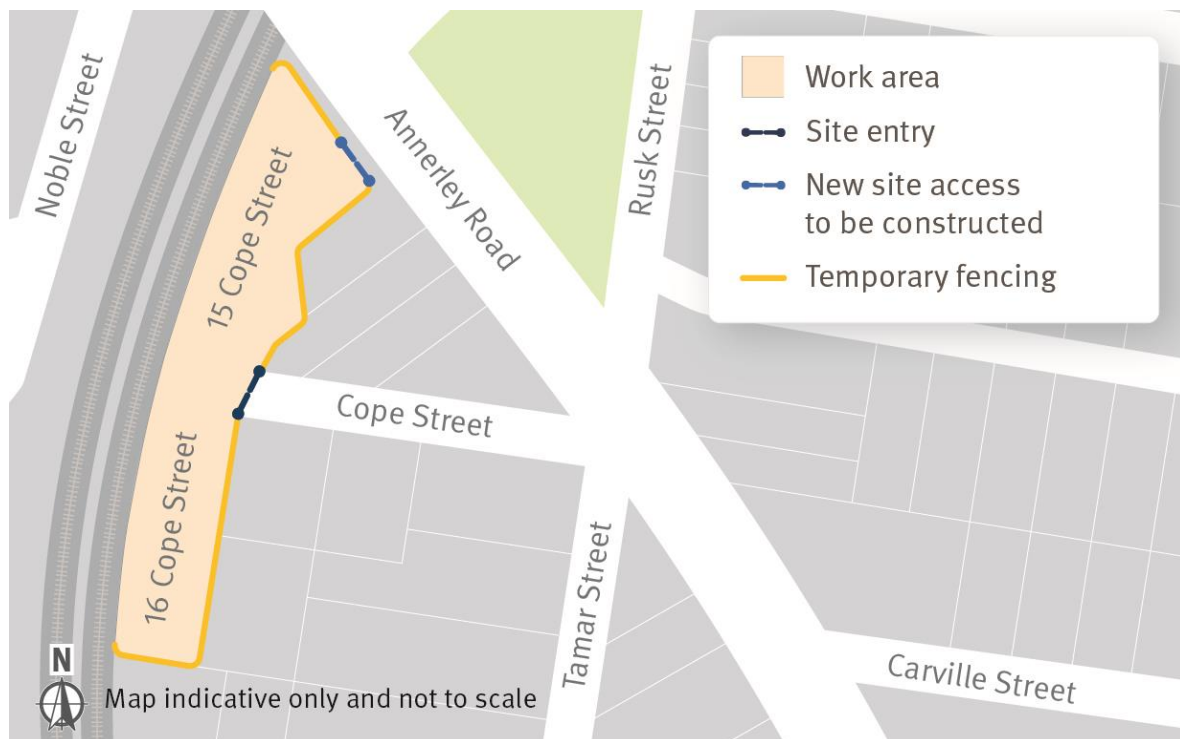 Noble Street
15 Cope Street
16 Cope Street
Annerley Road
Rusk Street
Cope Street
Tamar Street
Carville Street
Work area
Site entry
New site access
to be constructed
Temporary fencing
N
Map indicative only and not to scale